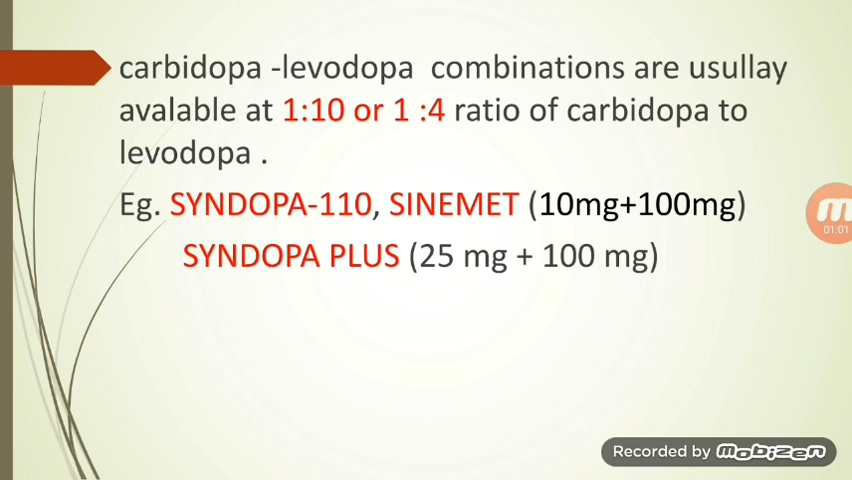 carbidopa -levodopa combinations are usullay
avalable at 1:10 or 1 :4 ratio of carbidopa to
levodopa .
Eg. SYNDOPA-110, SINEMET (10mg+100mg)
SYNDOPA PLUS (25 mg + 100 mg)
m
01:01
Recorded by mobizen